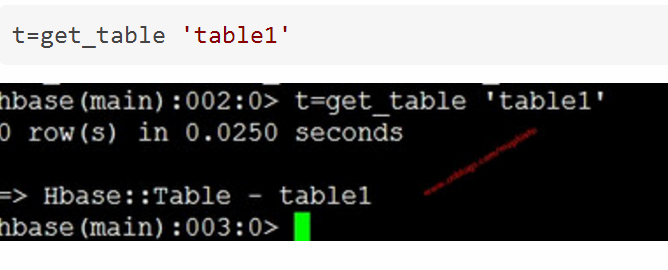 t=get_table 'table1'
hbase(main):002:0> t=get_table 'table1'
0 row(s) in 0.0250 seconds
=> Hbase::Table - table1
hbase(main):003:0>